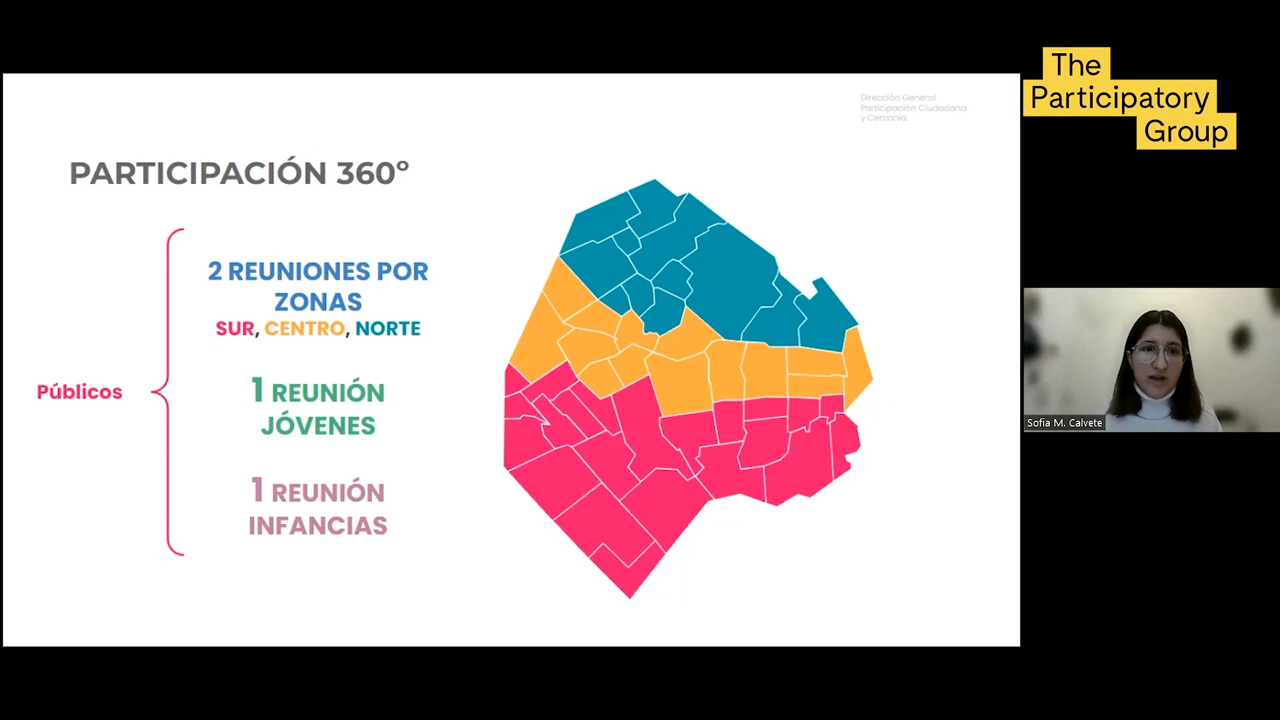 Dirección General
Participación Ciudadana
y Cercanía.
The
Participatory
Group
PARTICIPACIÓN 360º
2 REUNIONES POR
ZONAS
SUR, CENTRO, NORTE
Públicos
1 REUNIÓN
JÓVENES
1 REUNIÓN
INFANCIAS
Sofia M. Calvete